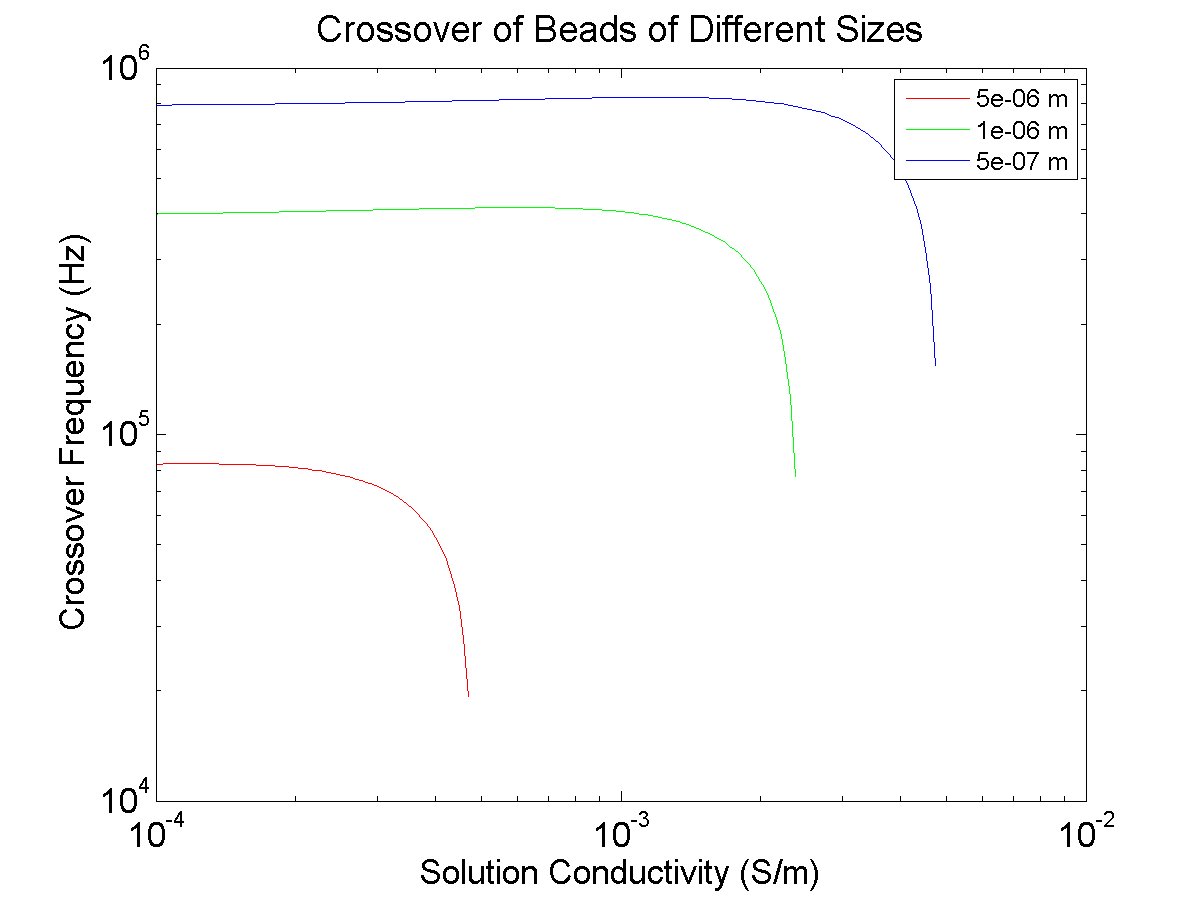 Crossover of Beads of Different Sizes
10^6
5e-06 m
1e-06 m
5e-07 m
Crossover Frequency (Hz)
10^5
10^4
10^-4 10^-3 10^-2
Solution Conductivity (S/m)